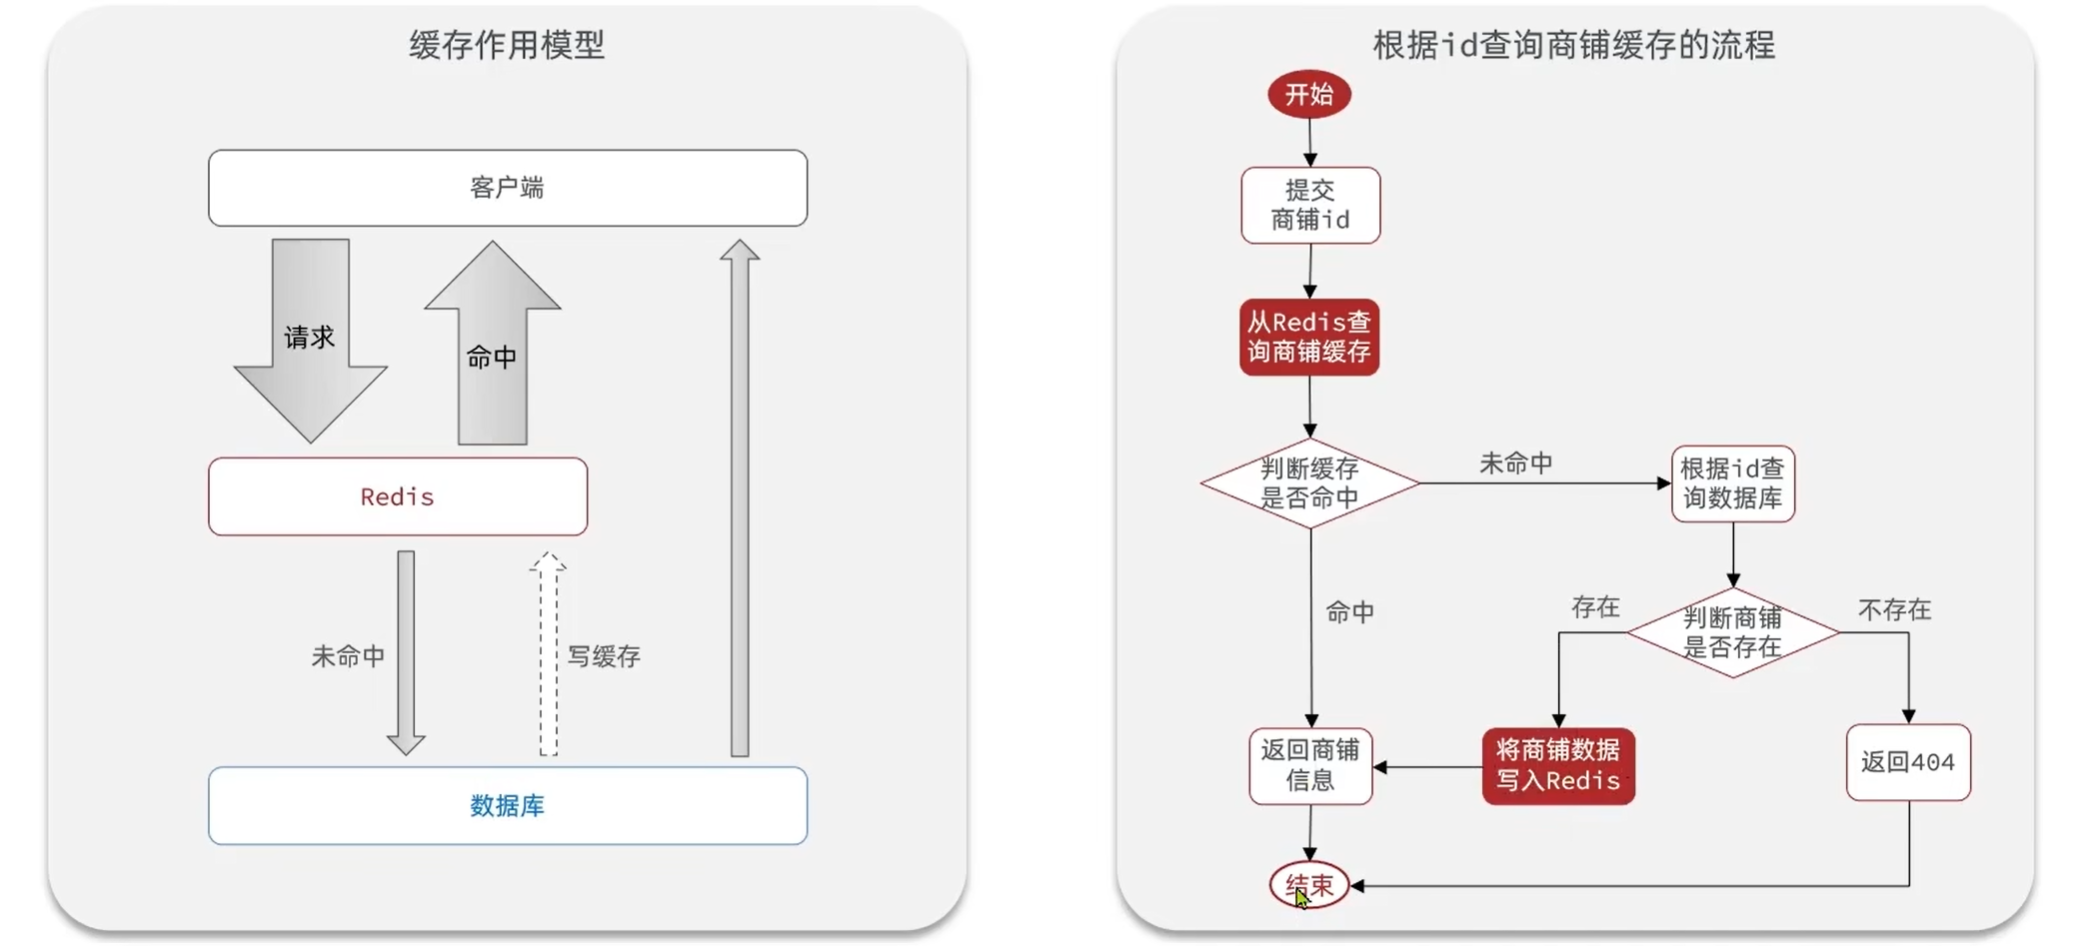 缓存作用模型
客户端
请求
命中
Redis
未命中
写缓存
数据库
根据id查询商铺缓存的流程
开始
提交
商铺id
从Redis查
询商铺缓存
判断缓存
是否命中
未命中
根据id查
询数据库
命中
存在
判断商铺
是否存在
不存在
返回商铺
信息
将商铺数据
写入Redis
返回404
结束